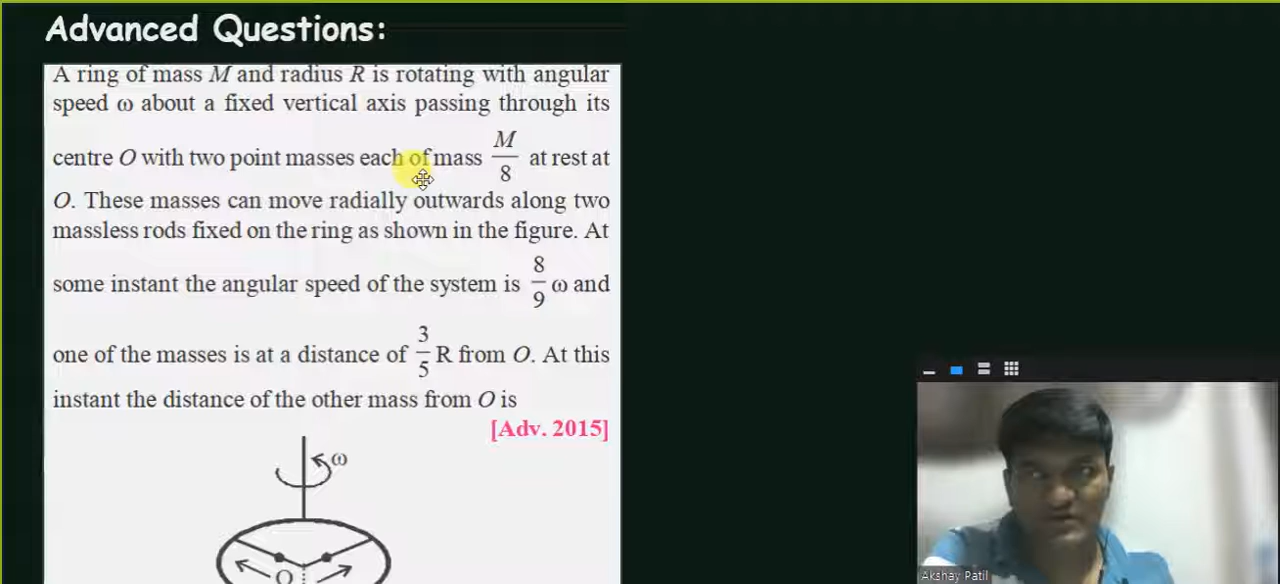 Advanced Questions:
A ring of mass M and radius R is rotating with angular
speed ω about a fixed vertical axis passing through its
centre O with two point masses each of mass M/8 at rest at
O. These masses can move radially outwards along two
massless rods fixed on the ring as shown in the figure. At
some instant the angular speed of the system is 8/9 ω and
one of the masses is at a distance of 3/5 R from O. At this
instant the distance of the other mass from O is
[Adv. 2015]
ω
O
Akshay Patil